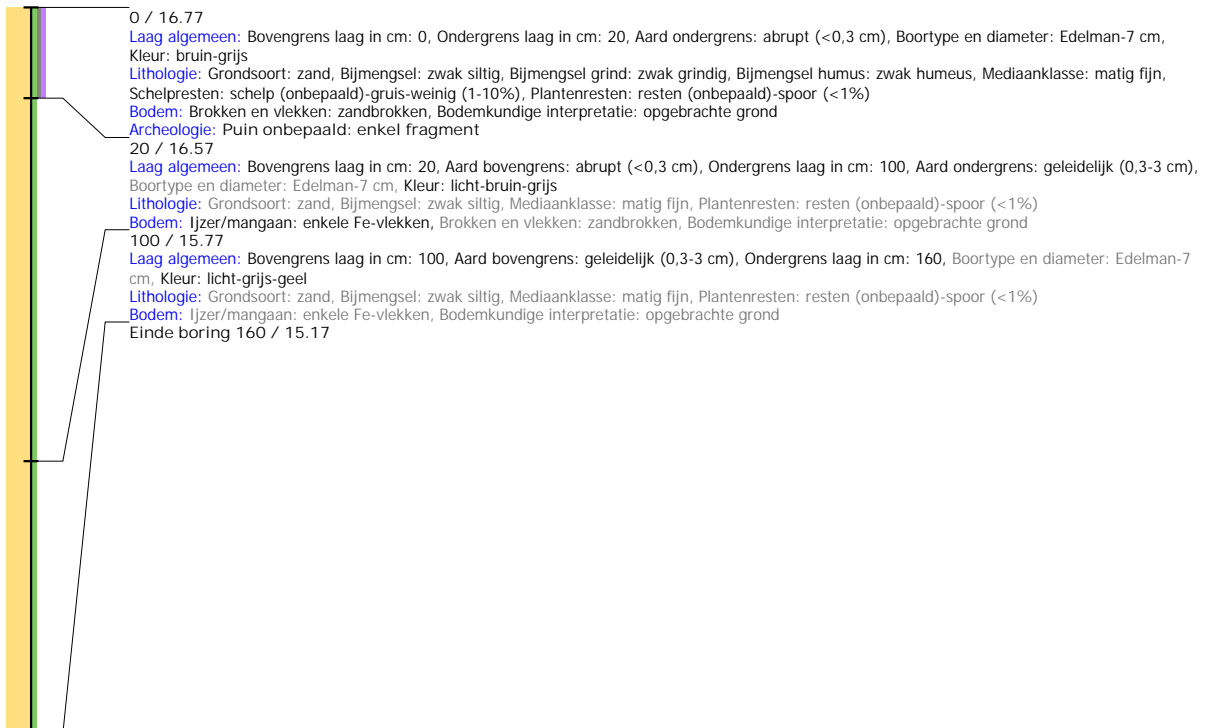 0 / 16.77
Laag algemeen: Bovengrens laag in cm: 0, Ondergrens laag in cm: 20, Aard ondergrens: abrupt (<0,3 cm), Boortype en diameter: Edelman-7 cm,
Kleur: bruin-grijs
Lithologie: Grondsoort: zand, Bijmengsel: zwak siltig, Bijmengsel grind: zwak grindig, Bijmengsel humus: zwak humeus, Mediaanklasse: matig fijn,
Schelpresten: schelp (onbepaald)-gruis-weinig (1-10%), Plantenresten: resten (onbepaald)-spoor (<1%)
Bodem: Brokken en vlekken: zandbrokken, Bodemkundige interpretatie: opgebrachte grond
Archeologie: Puin onbepaald: enkel fragment
20 / 16.57
Laag algemeen: Bovengrens laag in cm: 20, Aard bovengrens: abrupt (<0,3 cm), Ondergrens laag in cm: 100, Aard ondergrens: geleidelijk (0,3-3 cm),
Boortype en diameter: Edelman-7 cm, Kleur: licht-bruin-grijs
Lithologie: Grondsoort: zand, Bijmengsel: zwak siltig, Mediaanklasse: matig fijn, Plantenresten: resten (onbepaald)-spoor (<1%)
Bodem: Ijzer/mangaan: enkele Fe-vlekken, Brokken en vlekken: zandbrokken, Bodemkundige interpretatie: opgebrachte grond
100 / 15.77
Laag algemeen: Bovengrens laag in cm: 100, Aard bovengrens: geleidelijk (0,3-3 cm), Ondergrens laag in cm: 160, Boortype en diameter: Edelman-7
cm, Kleur: licht-grijs-geel
Lithologie: Grondsoort: zand, Bijmengsel: zwak siltig, Mediaanklasse: matig fijn, Plantenresten: resten (onbepaald)-spoor (<1%)
Bodem: Ijzer/mangaan: enkele Fe-vlekken, Bodemkundige interpretatie: opgebrachte grond
Einde boring 160 / 15.17